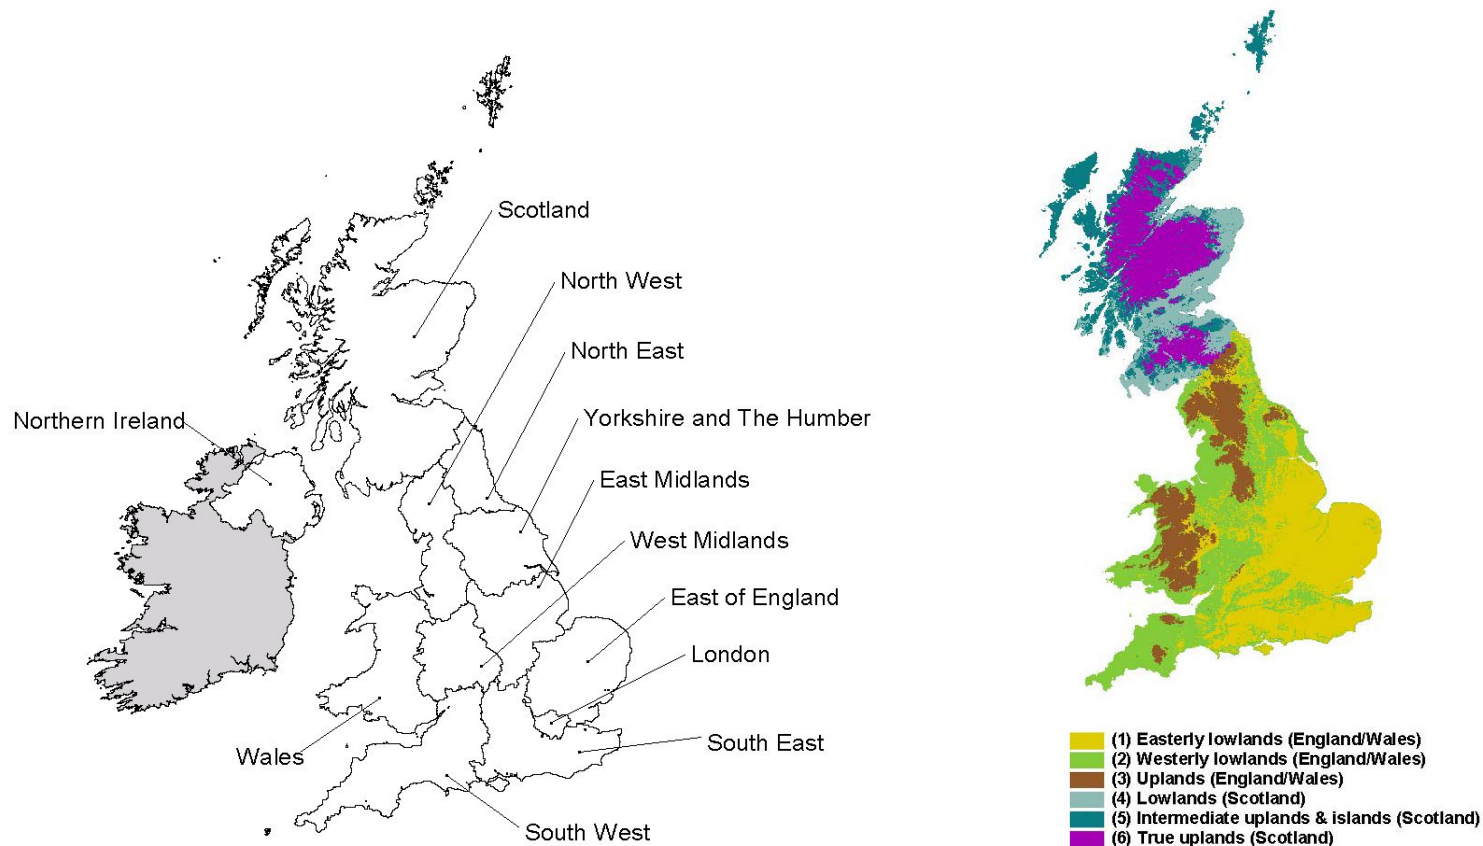 Scotland
North West
North East
Northern Ireland
Yorkshire and The Humber
East Midlands
West Midlands
East of England
London
Wales
South East
South West
(1) Easterly lowlands (England/Wales)
(2) Westerly lowlands (England/Wales)
(3) Uplands (England/Wales)
(4) Lowlands (Scotland)
(5) Intermediate uplands & islands (Scotland)
(6) True uplands (Scotland)